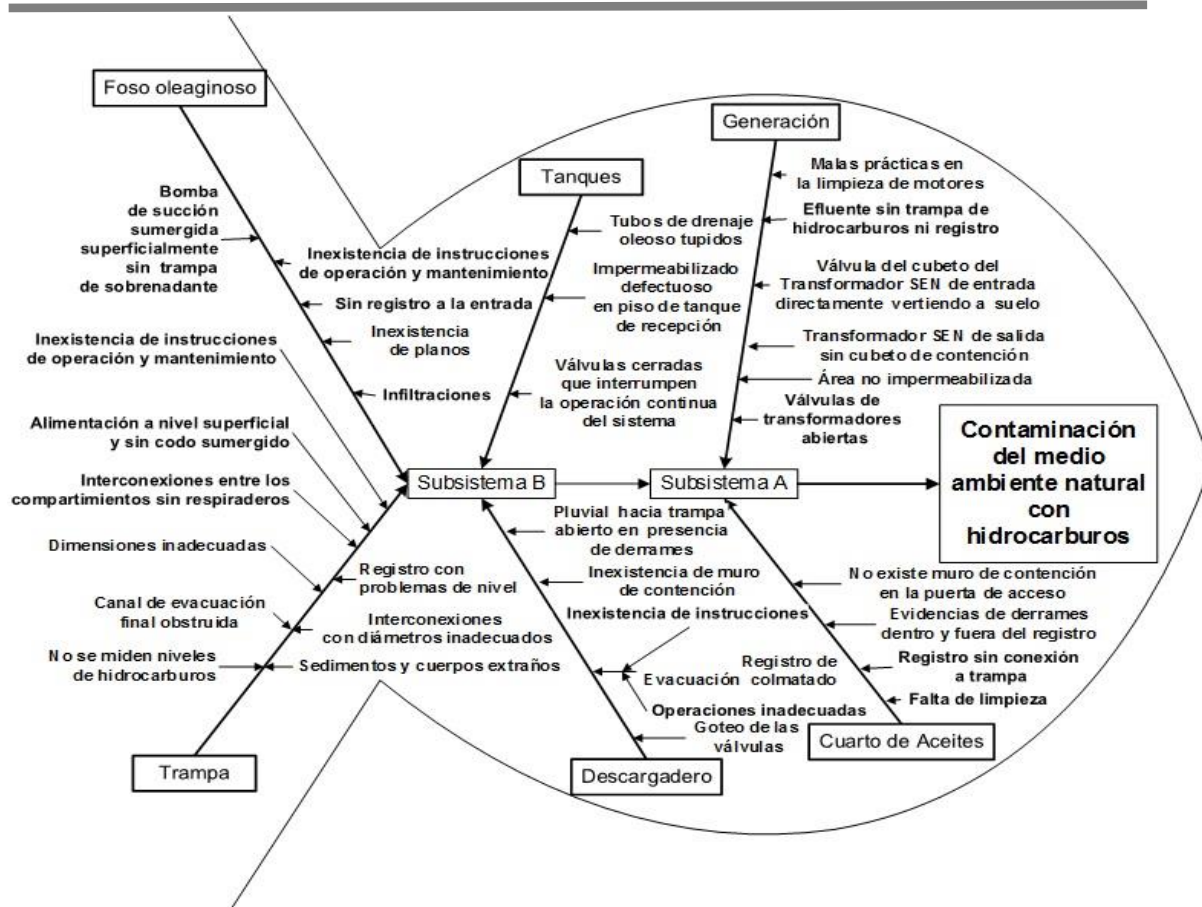 Foso oleaginoso
Bomba
de succión
sumergida
superficialmente
sin trampa
de sobrenadante
Inexistencia de instrucciones
de operación y mantenimiento
Sin registro a la entrada
Inexistencia
de planos
Infiltraciones
Tanques
Tubos de drenaje
oleoso tupidos
Impermeabilizado
defectuoso
en piso de tanque
de recepción
Válvulas cerradas
que interrumpen
la operación continua
del sistema
Generación
Malas prácticas en
la limpieza de motores
Efluente sin trampa de
hidrocarburos ni registro
Válvula del cubeto del
Transformador SEN de entrada
directamente vertiendo a suelo
Transformador SEN de salida
sin cubeto de contención
Área no impermeabilizada
Válvulas de
transformadores
abiertas
Subsistema B
Subsistema A
Contaminación
del medio
ambiente natural
con
hidrocarburos
Inexistencia de instrucciones
de operación y mantenimiento
Alimentación a nivel superficial
y sin codo sumergido
Interconexiones entre los
compartimientos sin respiraderos
Dimensiones inadecuadas
Canal de evacuación
final obstruida
No se miden niveles
de hidrocarburos
Registro con
problemas de nivel
Interconexiones
con diámetros inadecuados
Sedimentos y cuerpos extraños
Trampa
Pluvial hacia trampa
abierto en presencia
de derrames
Inexistencia de muro
de contención
Inexistencia de instrucciones
Registro de
Evacuación colmatado
Operaciones inadecuadas
Goteo de las
válvulas
Descargadero
No existe muro de contención
en la puerta de acceso
Evidencias de derrames
dentro y fuera del registro
Registro sin conexión
a trampa
Falta de limpieza
Cuarto de Aceites